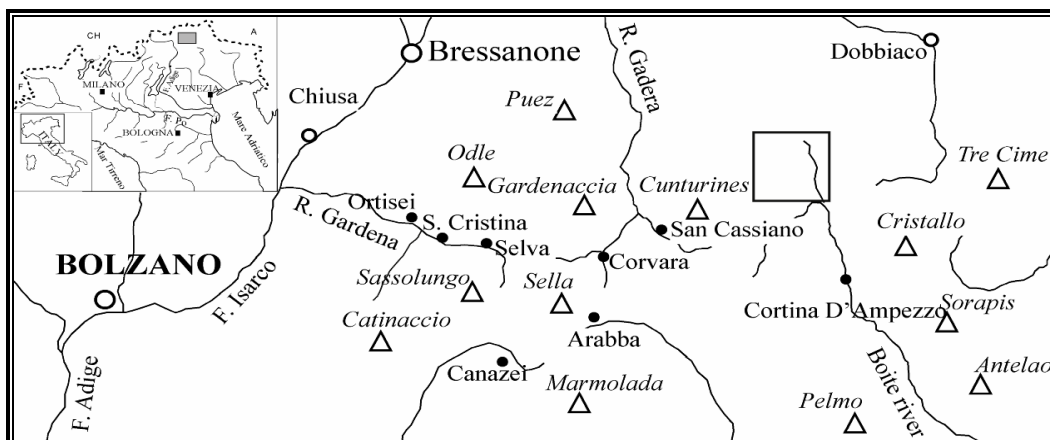 CH
A
F
MILANO
F. Adige
VENEZIA
F. Po
BOLOGNA
Mare Adriatico
Mar Tirreno
ITALY
Bressanone
R. Gadera
Dobbiaco
Chiusa
Puez
Odle
Gardenaccia
Cunturines
Tre Cime
Ortisei
R. Gardena
S. Cristina
Selva
San Cassiano
Cristallo
BOLZANO
F. Isarco
Sassolungo
Sella
Corvara
Cortina D'Ampezzo
Sorapis
Catinaccio
Arabba
Canazei
Marmolada
F. Adige
Boite river
Antelao
Pelmo